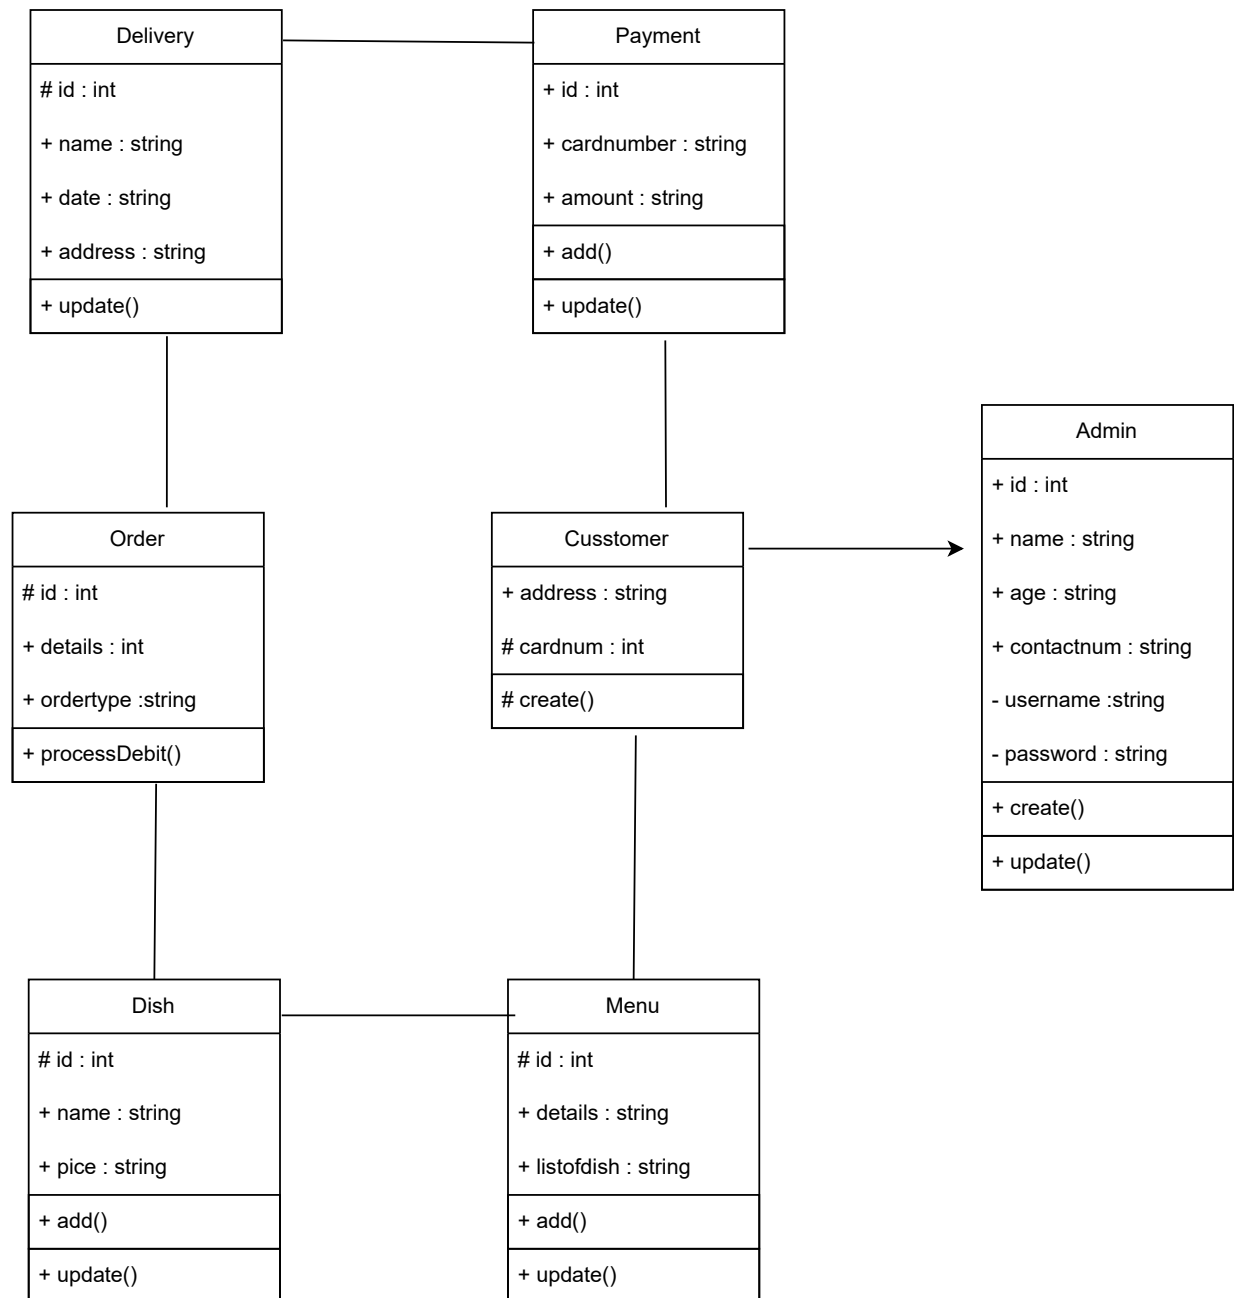 Delivery
# id : int
+ name : string
+ date : string
+ address : string
+ update()
Payment
+ id : int
+ cardnumber : string
+ amount : string
+ add()
+ update()
Admin
+ id : int
+ name : string
+ age : string
+ contactnum : string
- username :string
- password : string
+ create()
+ update()
Order
# id : int
+ details : int
+ ordertype :string
+ processDebit()
Cusstomer
+ address : string
# cardnum : int
# create()
Dish
# id : int
+ name : string
+ pice : string
+ add()
+ update()
Menu
# id : int
+ details : string
+ listofdish : string
+ add()
+ update()